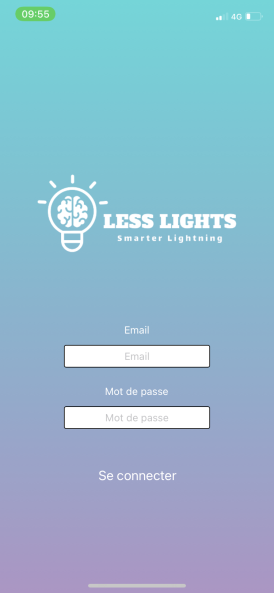 09:55
4G
LESS LIGHTS
Smarter Lightning
Email
Email
Mot de passe
Mot de passe
Se connecter